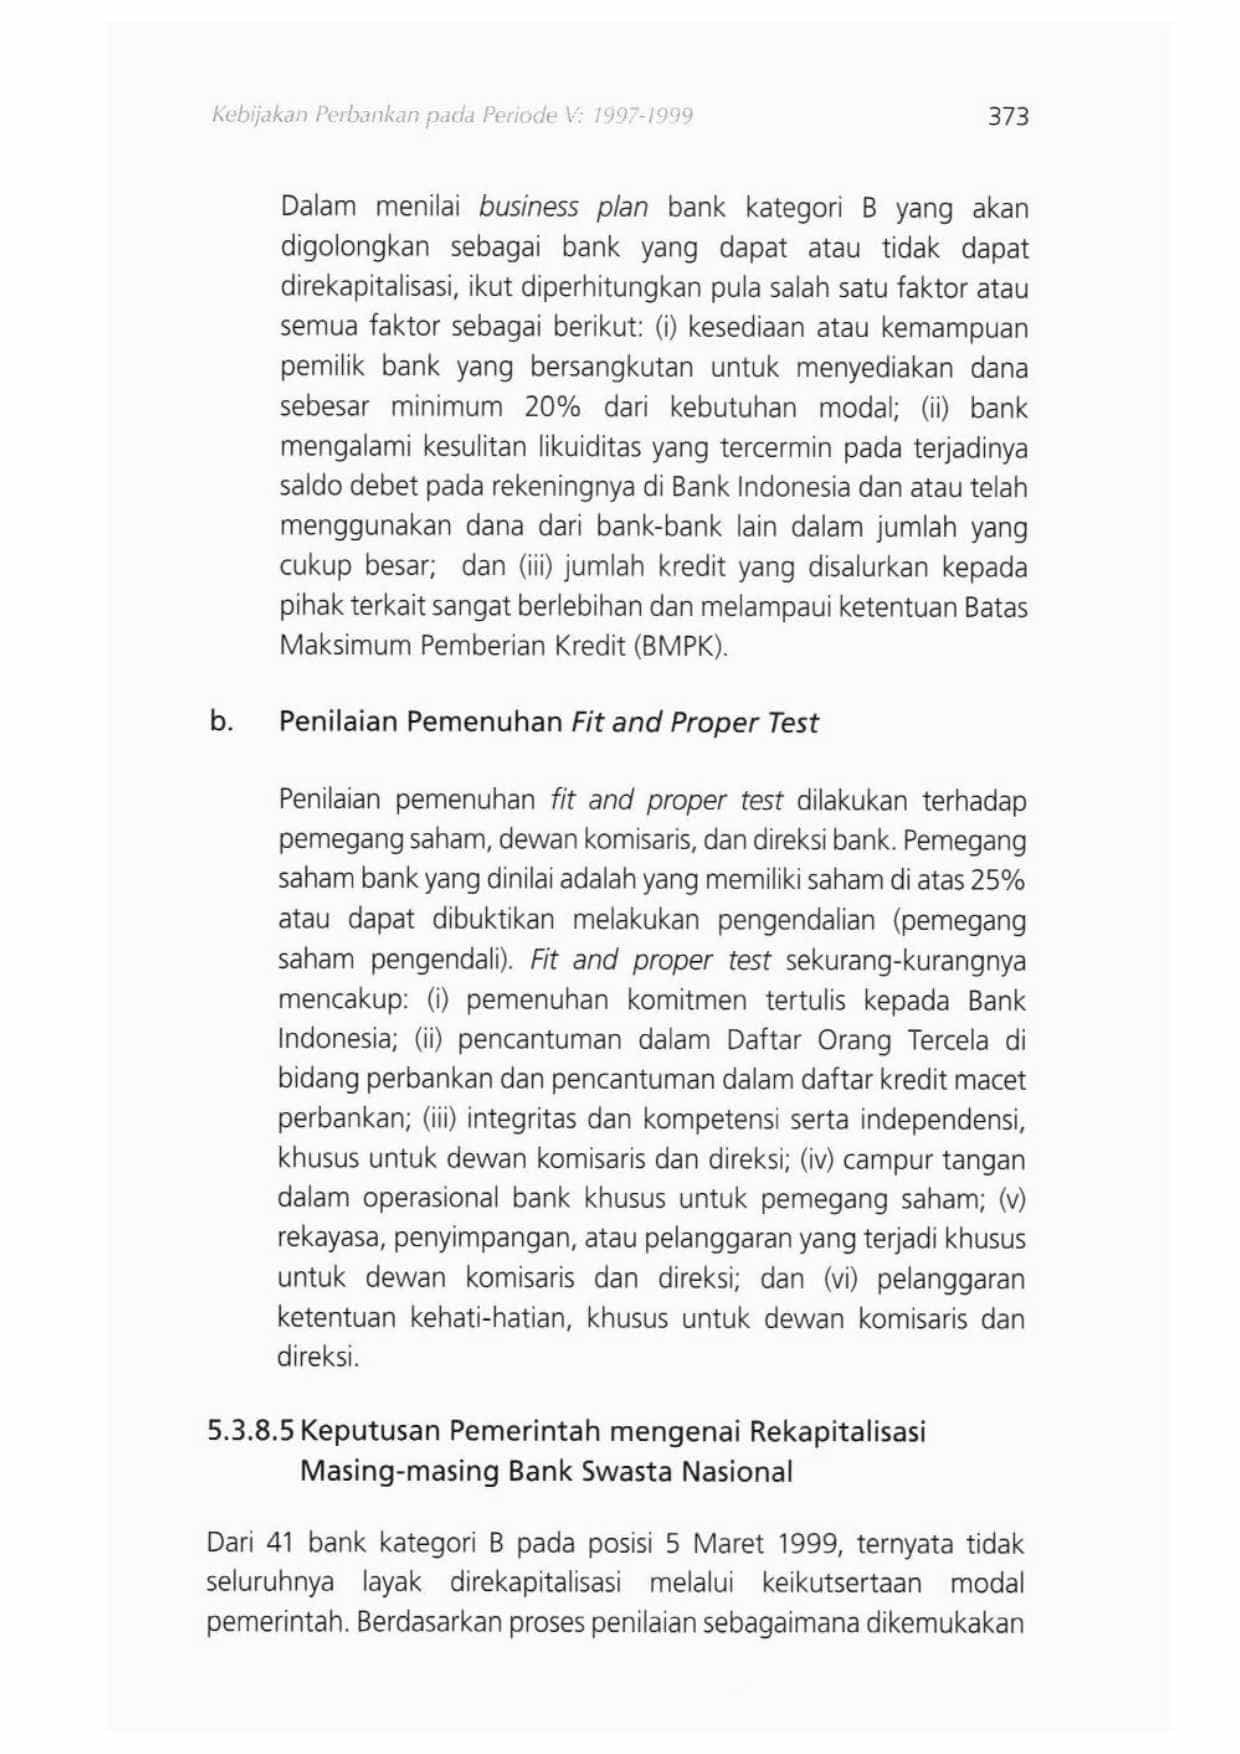 Kebijakan Perbankan pada Periode V: 1997-1999 373
Dalam menilai business plan bank kategori B yang akan
digolongkan sebagai bank yang dapat atau tidak dapat
direkapitalisasi, ikut diperhitungkan pula salah satu faktor atau
semua faktor sebagai berikut: (i) kesediaan atau kemampuan
pemilik bank yang bersangkutan untuk menyediakan dana
sebesar minimum 20% dari kebutuhan modal; (ii) bank
mengalami kesulitan likuiditas yang tercermin pada terjadinya
saldo debet pada rekeningnya di Bank Indonesia dan atau telah
menggunakan dana dari bank-bank lain dalam jumlah yang
cukup besar; dan (iii) jumlah kredit yang disalurkan kepada
pihak terkait sangat berlebihan dan melampaui ketentuan Batas
Maksimum Pemberian Kredit (BMPK).
b. Penilaian Pemenuhan Fit and Proper Test
Penilaian pemenuhan fit and proper test dilakukan terhadap
pemegang saham, dewan komisaris, dan direksi bank. Pemegang
saham bank yang dinilai adalah yang memiliki saham di atas 25%
atau dapat dibuktikan melakukan pengendalian (pemegang
saham pengendali). Fit and proper test sekurang-kurangnya
mencakup: (i) pemenuhan komitmen tertulis kepada Bank
Indonesia; (ii) pencantuman dalam Daftar Orang Tercela di
bidang perbankan dan pencantuman dalam daftar kredit macet
perbankan; (iii) integritas dan kompetensi serta independensi,
khusus untuk dewan komisaris dan direksi; (iv) campur tangan
dalam operasional bank khusus untuk pemegang saham; (v)
rekayasa, penyimpangan, atau pelanggaran yang terjadi khusus
untuk dewan komisaris dan direksi; dan (vi) pelanggaran
ketentuan kehati-hatian, khusus untuk dewan komisaris dan
direksi.
5.3.8.5 Keputusan Pemerintah mengenai Rekapitalisasi
Masing-masing Bank Swasta Nasional
Dari 41 bank kategori B pada posisi 5 Maret 1999, ternyata tidak
seluruhnya layak direkapitalisasi melalui keikutsertaan modal
pemerintah. Berdasarkan proses penilaian sebagaimana dikemukakan